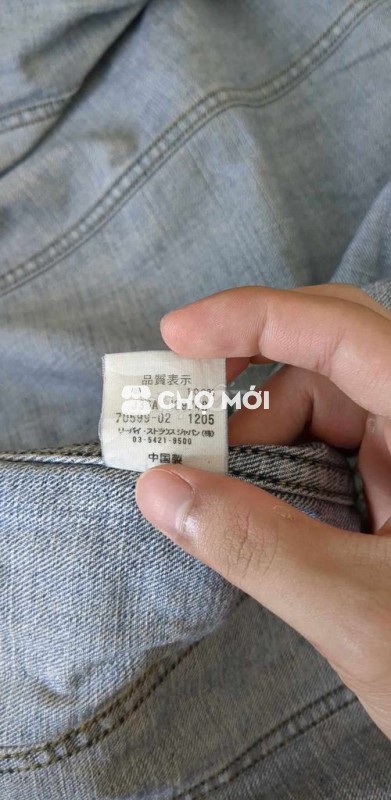 品質表示
CHỢ MỚI
70599-02 - 1205
リーバイ・ストラウスジャパン(株)
03-5421-9500
中国製